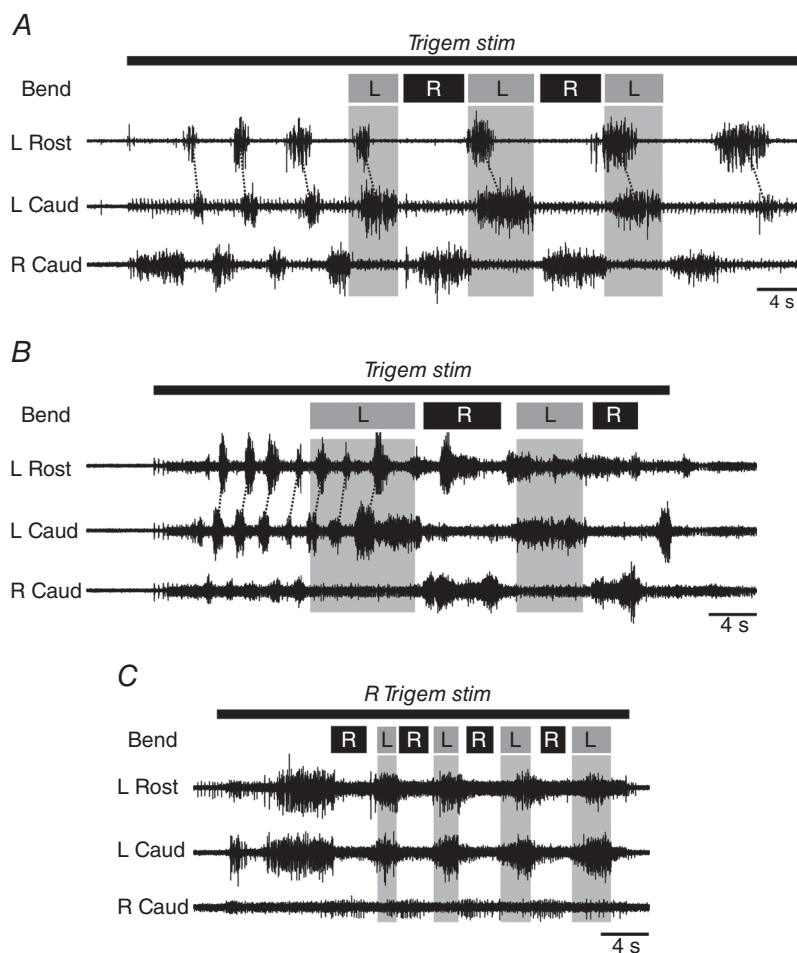 A
Trigem stim
Bend L R L R L
L Rost
L Caud
R Caud
4 s
B
Trigem stim
Bend L R L R
L Rost
L Caud
R Caud
4 s
C
R Trigem stim
Bend R L R L R L R L
L Rost
L Caud
R Caud
4 s